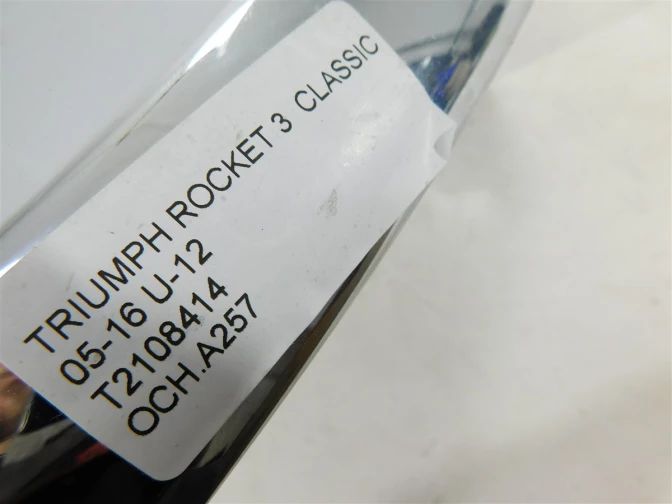 TRIUMPH ROCKET 3 CLASSIC
05-16 U-12
T2108414
OCH.A257